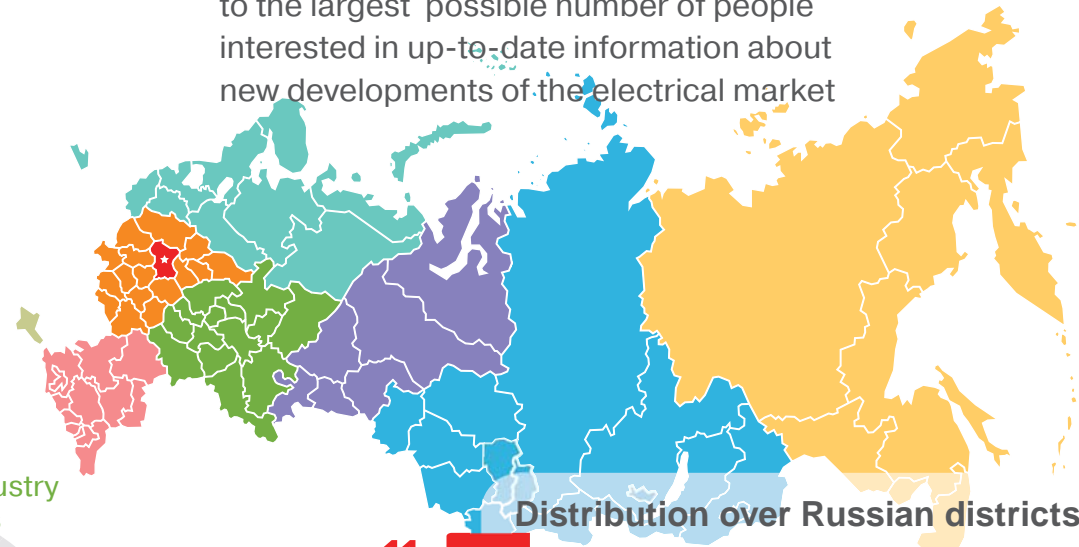 to the largest possible number of people
interested in up-to-date information about
new developments of the electrical market
ustry
Distribution over Russian districts
11